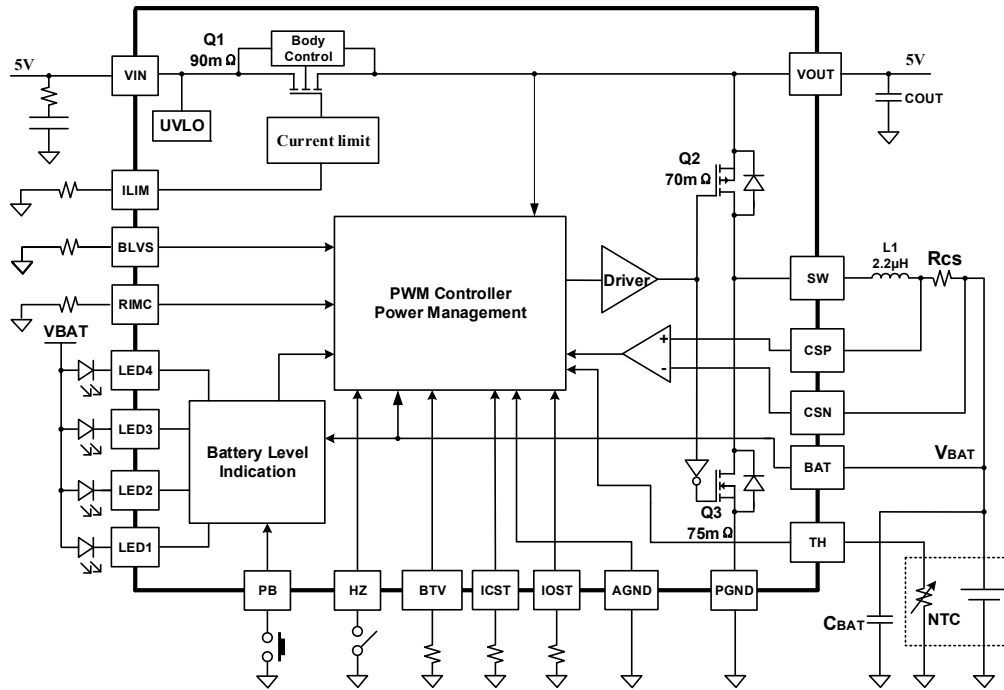 Q1
90mΩ
Body
Control
5V
VIN
VOUT
5V
COUT
UVLO
Current limit
ILIM
Q2
70mΩ
BLVS
L1
2.2µH
Rcs
PWM Controller
Power Management
Driver
SW
RIMC
VBAT
+
-
CSP
LED4
CSN
LED3
Battery Level
Indication
BAT
VBAT
LED2
Q3
75mΩ
TH
LED1
PB
HZ
BTV
ICST
IOST
AGND
PGND
CBAT
NTC